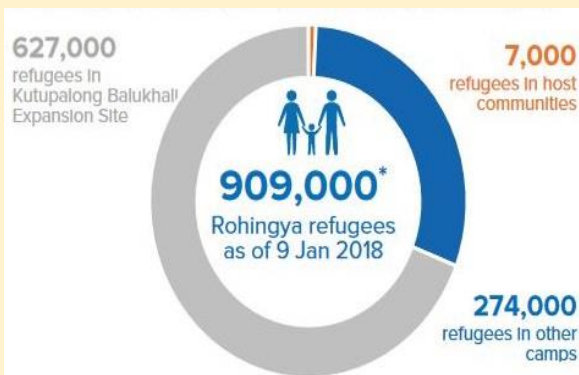 627,000
refugees in
Kutupalong Balukhali
Expansion Site
7,000
refugees in host
communities
909,000*
Rohingya refugees
as of 9 Jan 2018
274,000
refugees in other
camps